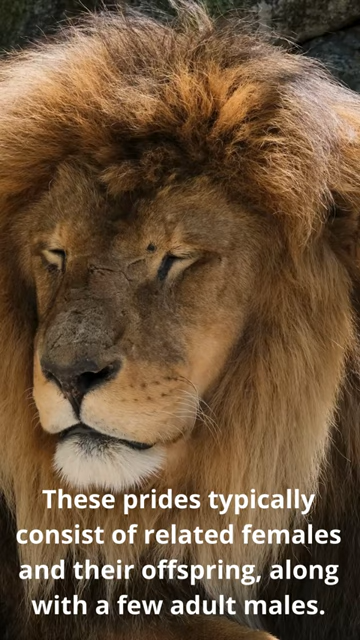 These prides typically
consist of related females
and their offspring, along
with a few adult males.